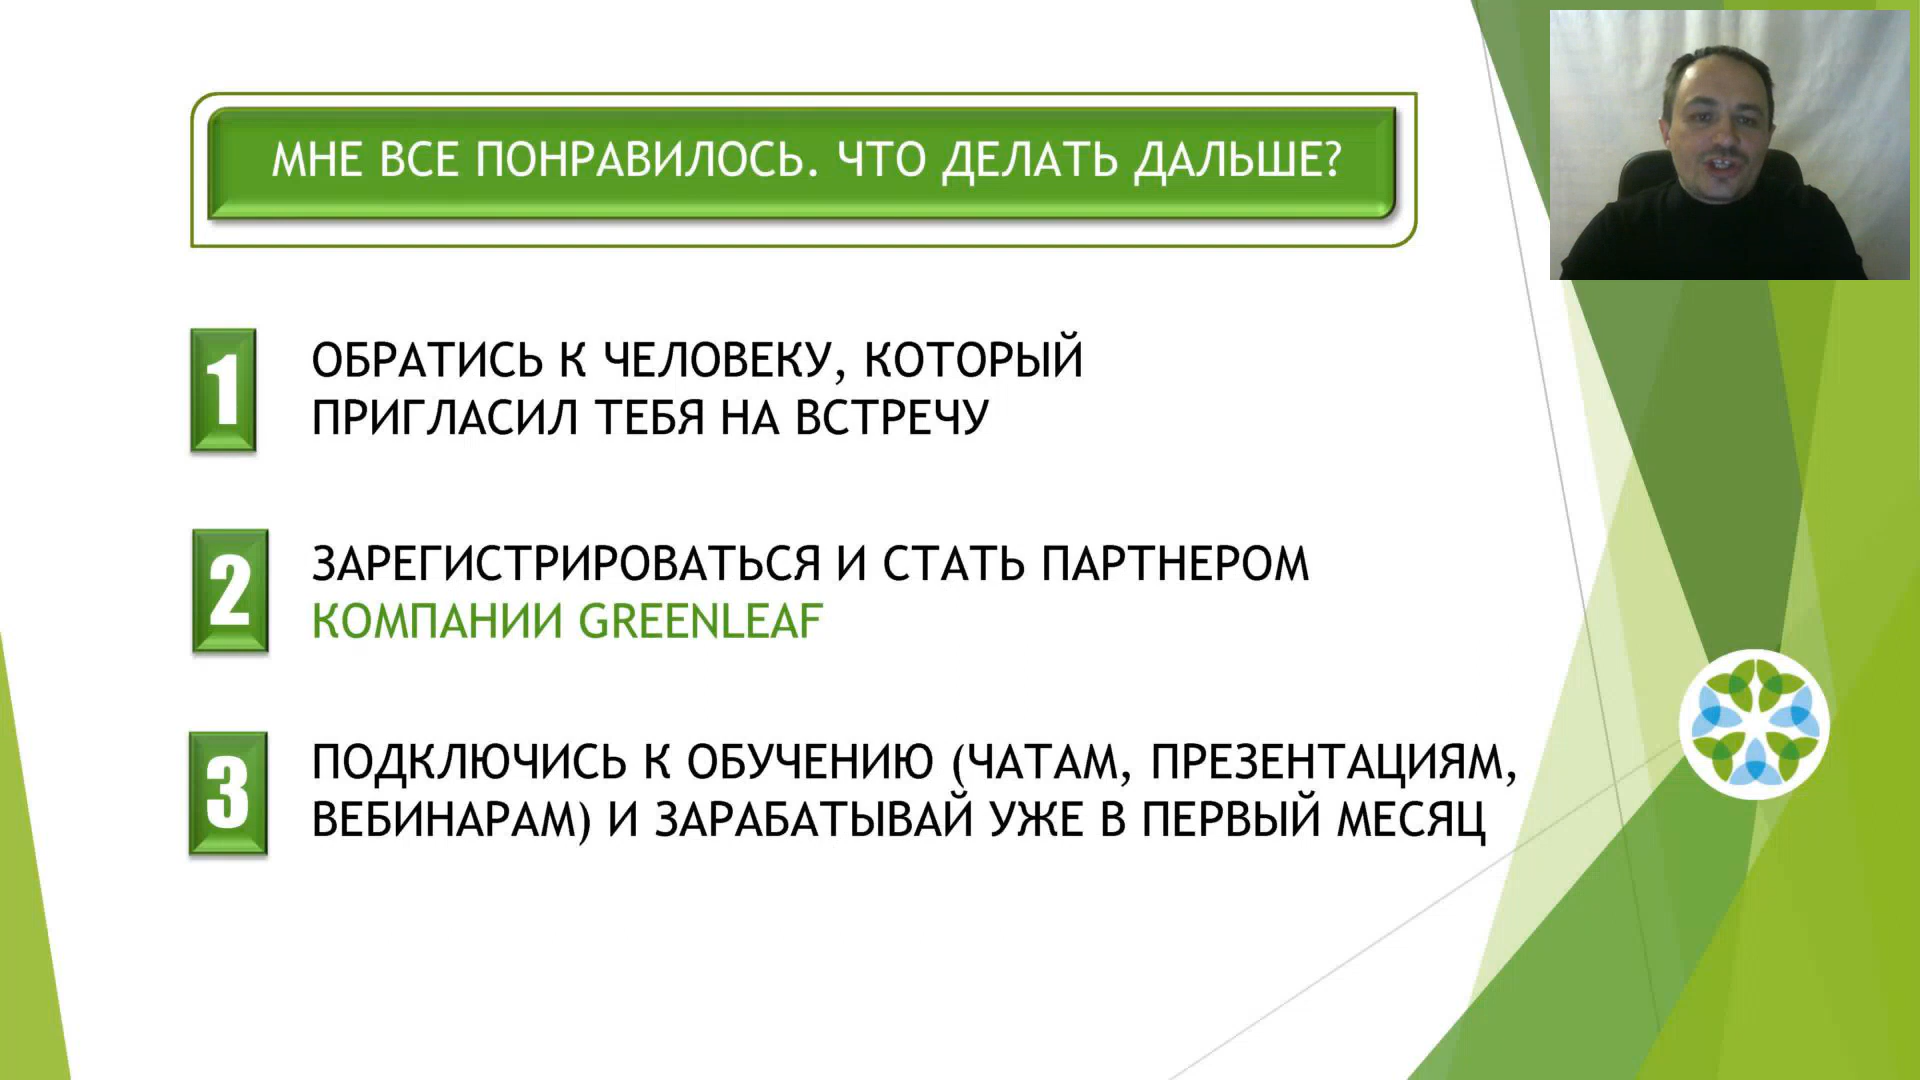 МНЕ ВСЕ ПОНРАВИЛОСЬ. ЧТО ДЕЛАТЬ ДАЛЬШЕ?
1
ОБРАТИСЬ К ЧЕЛОВЕКУ, КОТОРЫЙ
ПРИГЛАСИЛ ТЕБЯ НА ВСТРЕЧУ
2
ЗАРЕГИСТРИРОВАТЬСЯ И СТАТЬ ПАРТНЕРОМ
КОМПАНИИ GREENLEAF
3
ПОДКЛЮЧИСЬ К ОБУЧЕНИЮ (ЧАТАМ, ПРЕЗЕНТАЦИЯМ,
ВЕБИНАРАМ) И ЗАРАБАТЫВАЙ УЖЕ В ПЕРВЫЙ МЕСЯЦ